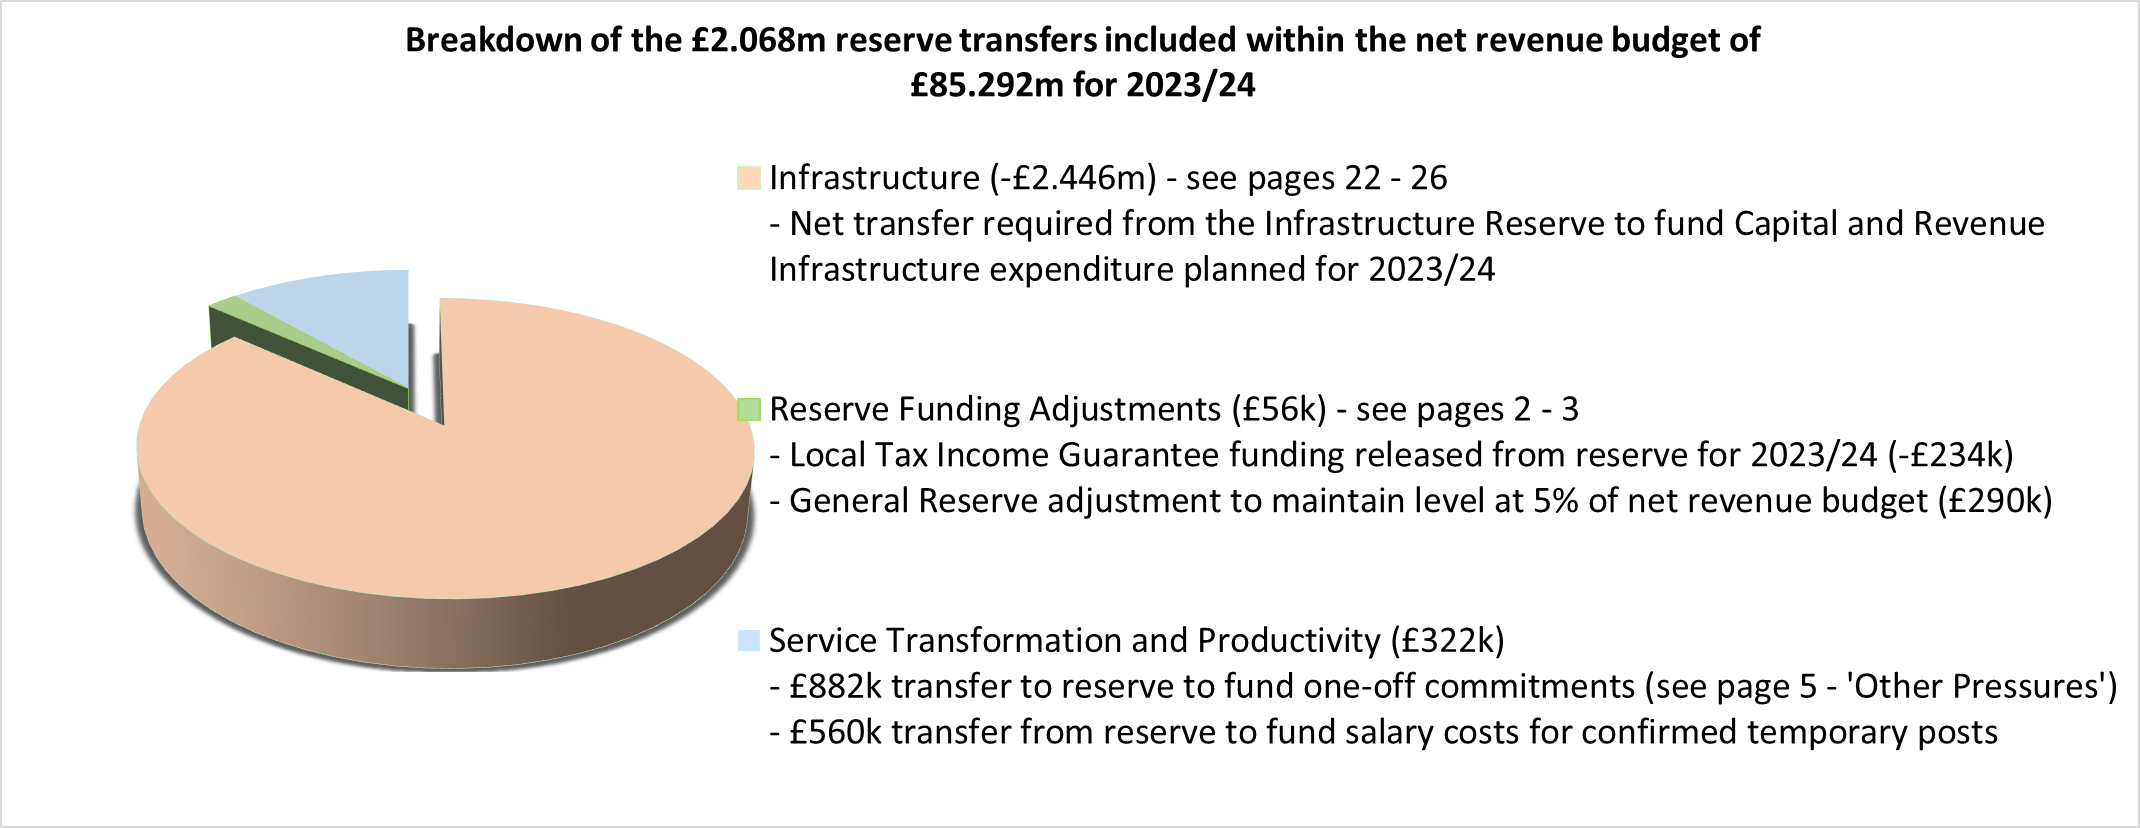 Breakdown of the £2.068m reserve transfers included within the net revenue budget of
£85.292m for 2023/24
Infrastructure (-£2.446m) - see pages 22 - 26
- Net transfer required from the Infrastructure Reserve to fund Capital and Revenue
Infrastructure expenditure planned for 2023/24
Reserve Funding Adjustments (£56k) - see pages 2 - 3
- Local Tax Income Guarantee funding released from reserve for 2023/24 (-£234k)
- General Reserve adjustment to maintain level at 5% of net revenue budget (£290k)
Service Transformation and Productivity (£322k)
- £882k transfer to reserve to fund one-off commitments (see page 5 - 'Other Pressures')
- £560k transfer from reserve to fund salary costs for confirmed temporary posts